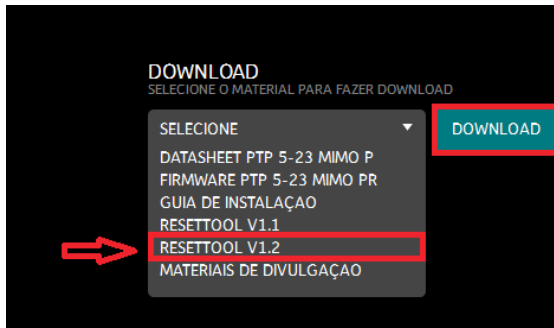 DOWNLOAD
SELECIONE O MATERIAL PARA FAZER DOWNLOAD
SELECIONE
DOWNLOAD
DATASHEET PTP 5-23 MIMO P
FIRMWARE PTP 5-23 MIMO PR
GUIA DE INSTALAÇAO
RESETTOOL V1.1
RESETTOOL V1.2
MATERIAIS DE DIVULGAÇAO